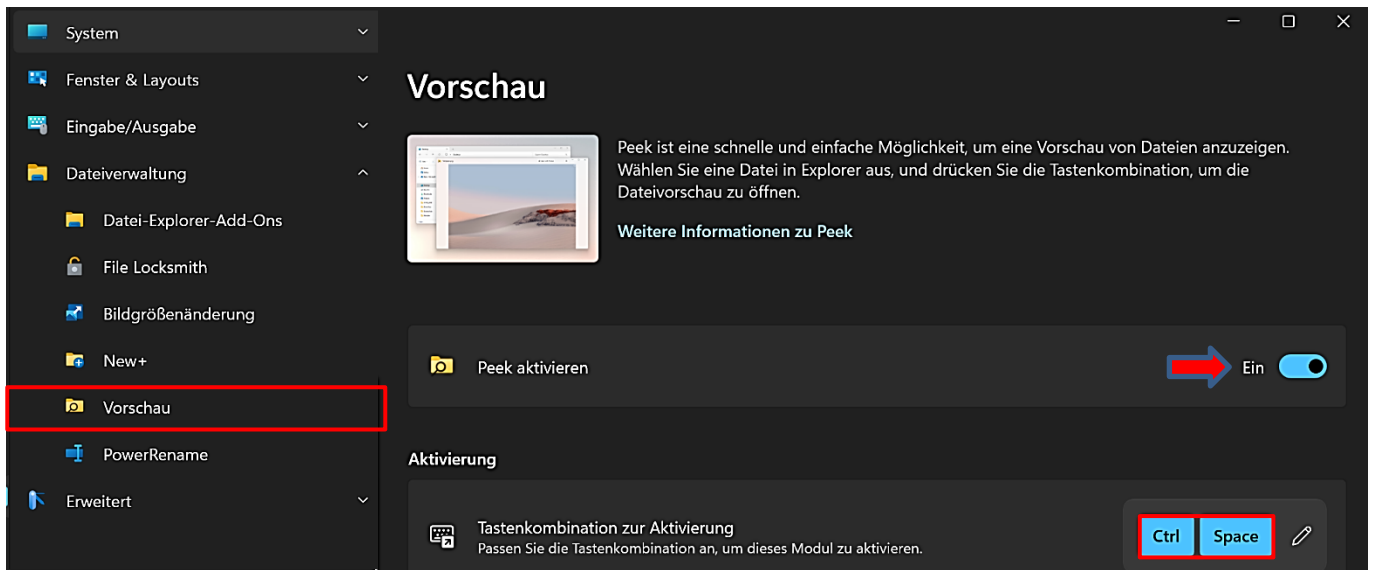 System
Fenster & Layouts
Eingabe/Ausgabe
Dateiverwaltung
Datei-Explorer-Add-Ons
File Locksmith
Bildgrößenänderung
New+
Vorschau
PowerRename
Erweitert
Vorschau
Peek ist eine schnelle und einfache Möglichkeit, um eine Vorschau von Dateien anzuzeigen.
Wählen Sie eine Datei in Explorer aus, und drücken Sie die Tastenkombination, um die
Dateivorschau zu öffnen.
Weitere Informationen zu Peek
Peek aktivieren
Ein
Aktivierung
Tastenkombination zur Aktivierung
Passen Sie die Tastenkombination an, um dieses Modul zu aktivieren.
Ctrl Space